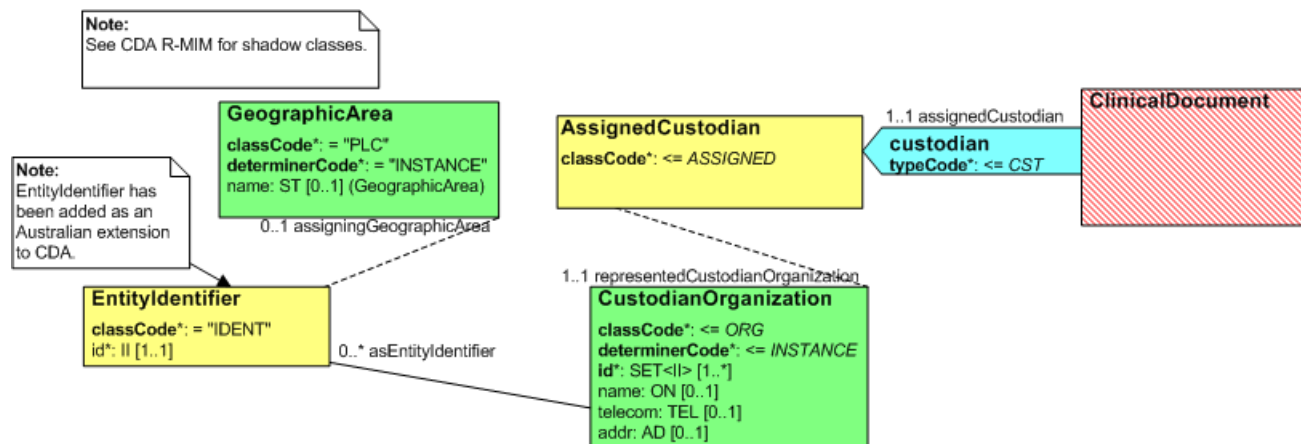 Note:
See CDA R-MIM for shadow classes.
GeographicArea
classCode*: = "PLC"
determinerCode*: = "INSTANCE"
name: ST [0..1] (GeographicArea)
0..1 assigningGeographicArea
Note:
EntityIdentifier has
been added as an
Australian extension
to CDA.
EntityIdentifier
classCode*: = "IDENT"
id*: II [1..1]
0..* asEntityIdentifier
AssignedCustodian
classCode*: <= ASSIGNED
1..1 assignedCustodian
custodian
typeCode*: <= CST
ClinicalDocument
1..1 representedCustodianOrganization
CustodianOrganization
classCode*: <= ORG
determinerCode*: <= INSTANCE
id*: SET<II> [1..*]
name: ON [0..1]
telecom: TEL [0..1]
addr: AD [0..1]